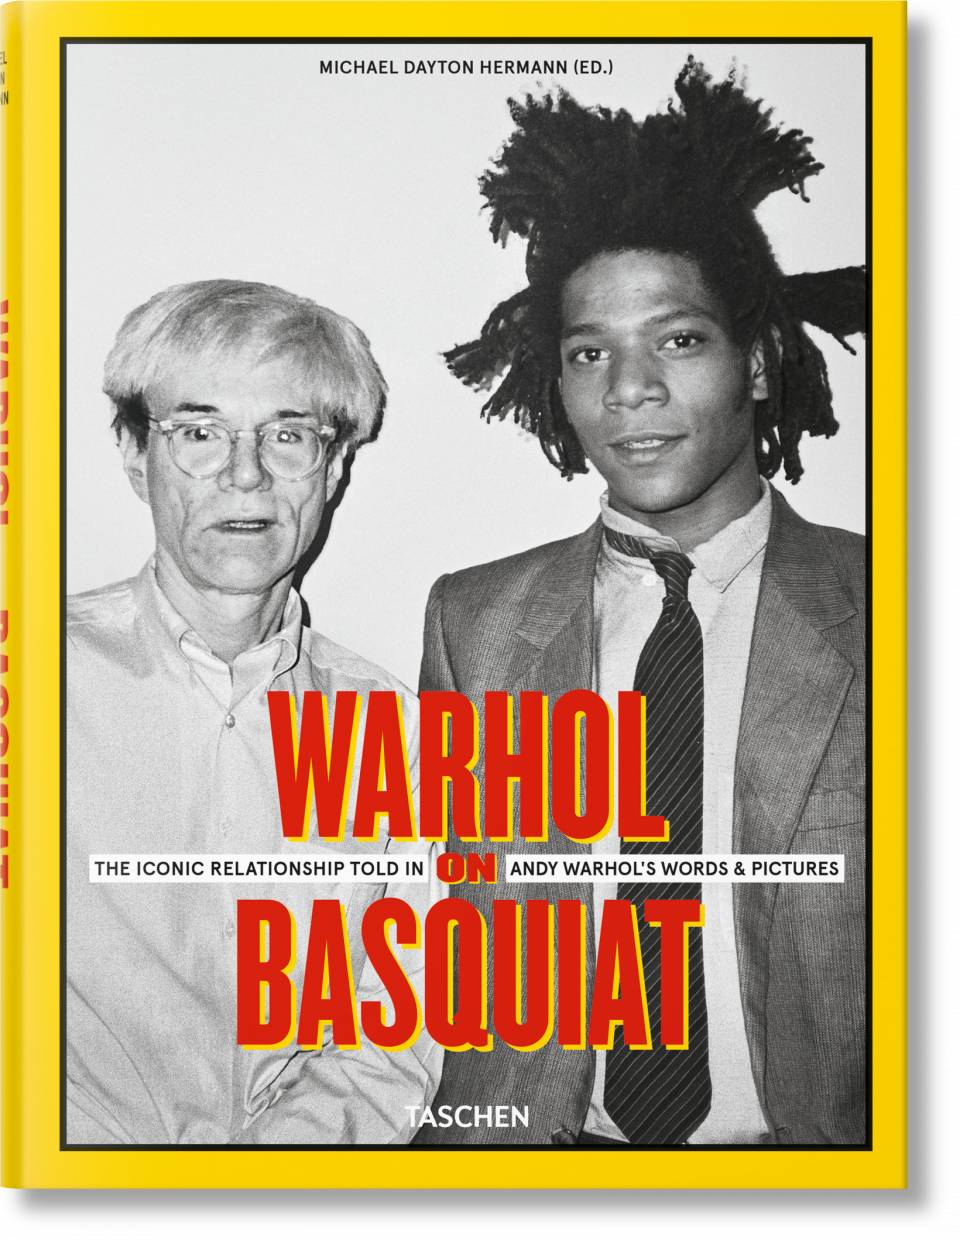 MICHAEL DAYTON HERMANN (ED.)
WARHOL
THE ICONIC RELATIONSHIP TOLD IN ON ANDY WARHOL'S WORDS & PICTURES
BASQUIAT
TASCHEN